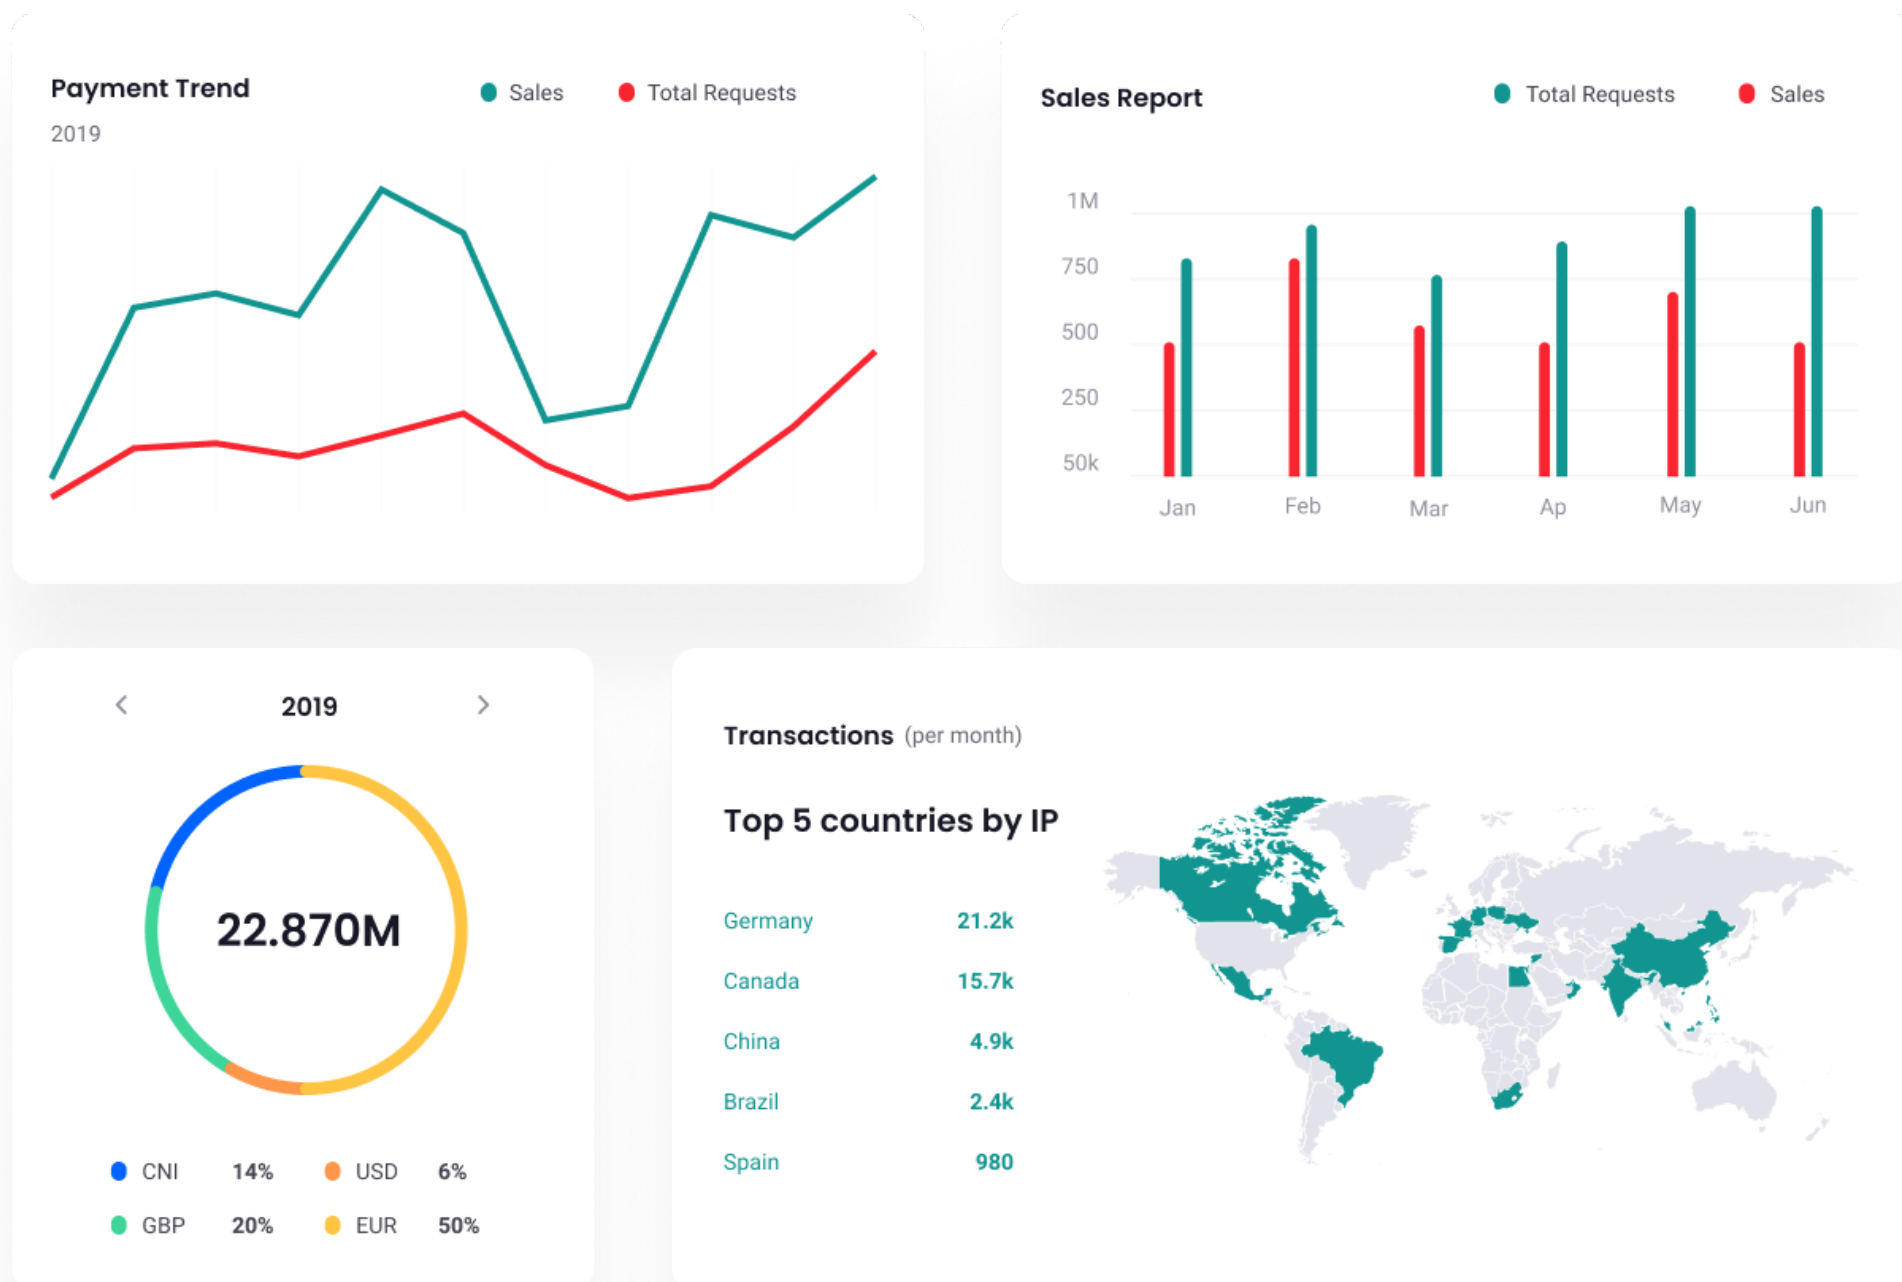 Payment Trend
Sales
Total Requests
2019
Sales Report
Total Requests
Sales
1M
750
500
250
50k
Jan
Feb
Mar
Ap
May
Jun
2019
22.870M
CNI 14% USD 6%
GBP 20% EUR 50%
Transactions (per month)
Top 5 countries by IP
Germany 21.2k
Canada 15.7k
China 4.9k
Brazil 2.4k
Spain 980